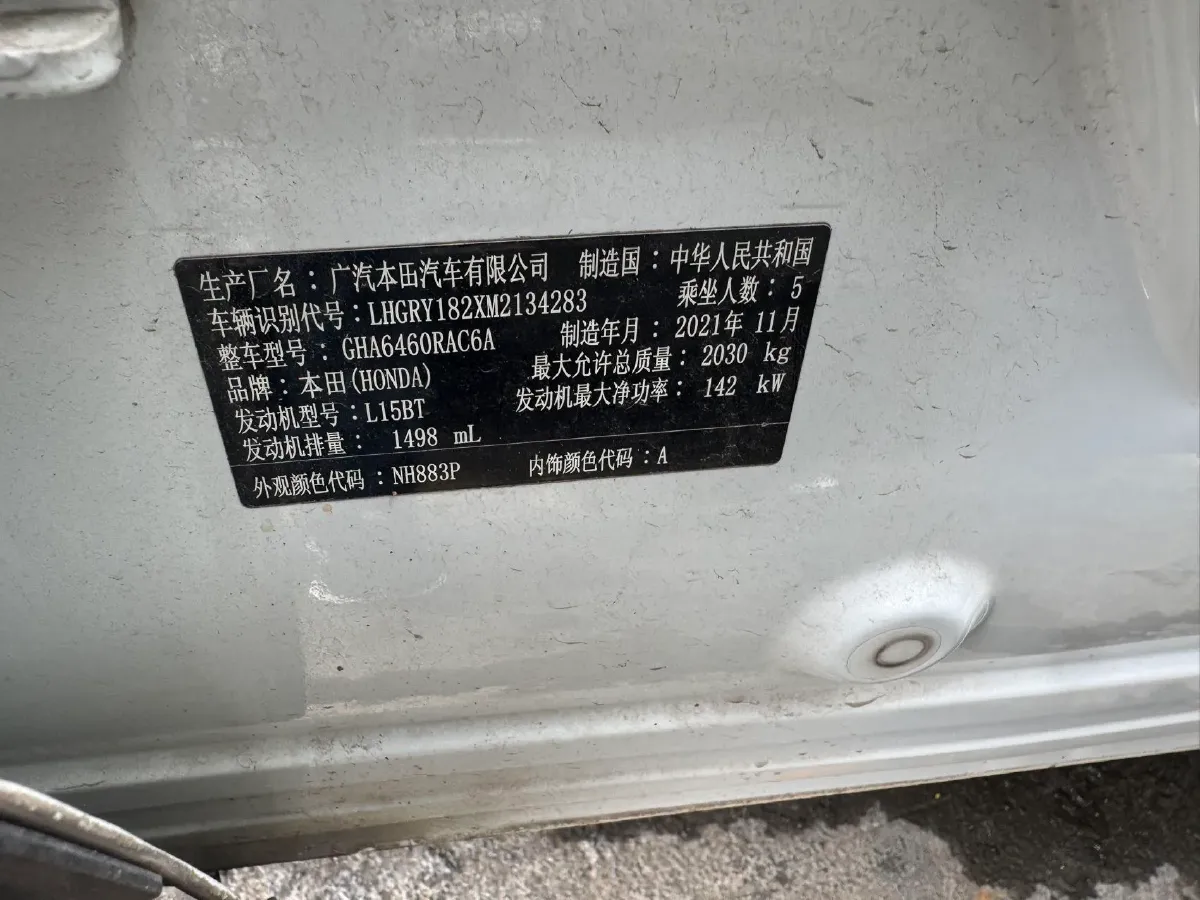 生产厂名：广汽本田汽车有限公司 制造国：中华人民共和国
车辆识别代号：LHGRY182XM2134283 乘坐人数：5
整车型号：GHA6460RAC6A 制造年月：2021年11月
品牌：本田(HONDA) 最大允许总质量：2030 kg
发动机型号：L15BT 发动机最大净功率：142 kW
发动机排量：1498 mL
外观颜色代码：NH883P 内饰颜色代码：A